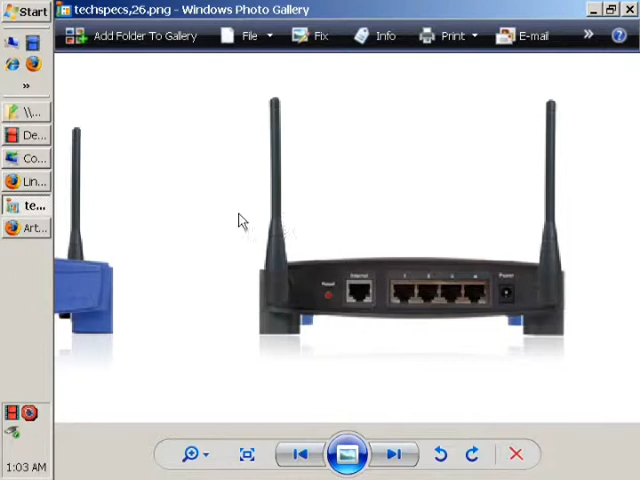 Start
techspecs,26.png - Windows Photo Gallery
Add Folder To Gallery File Fix Info Print E-mail »
»
\\...
De...
Co...
Lin...
te...
Art...
1:03 AM
Reset
Internet
1 2 3 4
Power